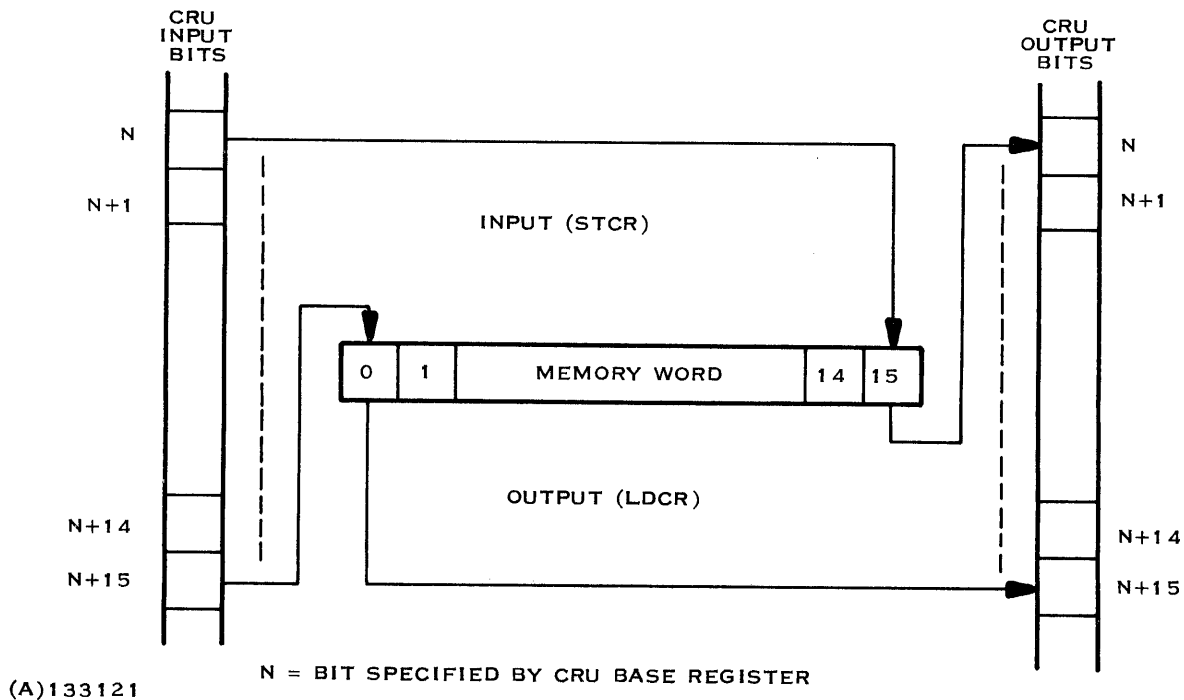 CRU
INPUT
BITS
CRU
OUTPUT
BITS
N
N
N+1
N+1
INPUT (STCR)
0 1 MEMORY WORD 14 15
OUTPUT (LDCR)
N+14
N+14
N+15
N+15
N = BIT SPECIFIED BY CRU BASE REGISTER
(A)133121